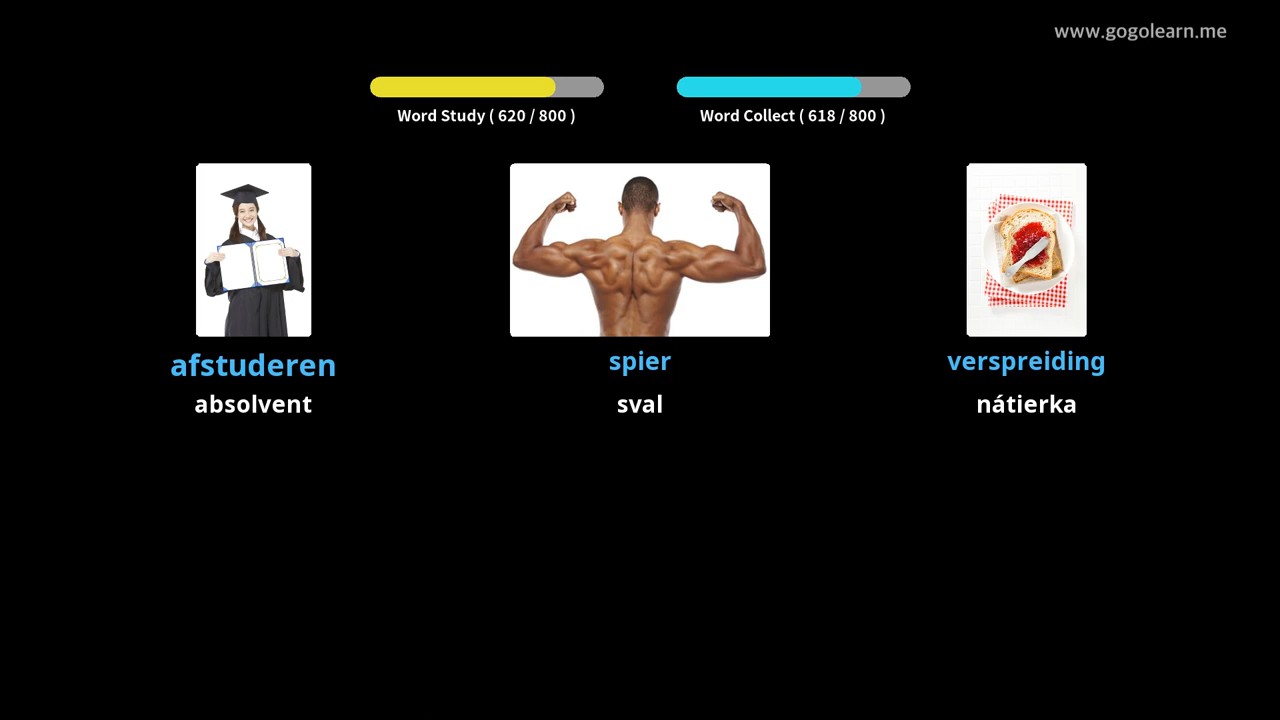 www.gogolearn.me
Word Study ( 620 / 800 )
Word Collect ( 618 / 800 )
afstuderen
spier
verspreiding
absolvent
sval
nátierka